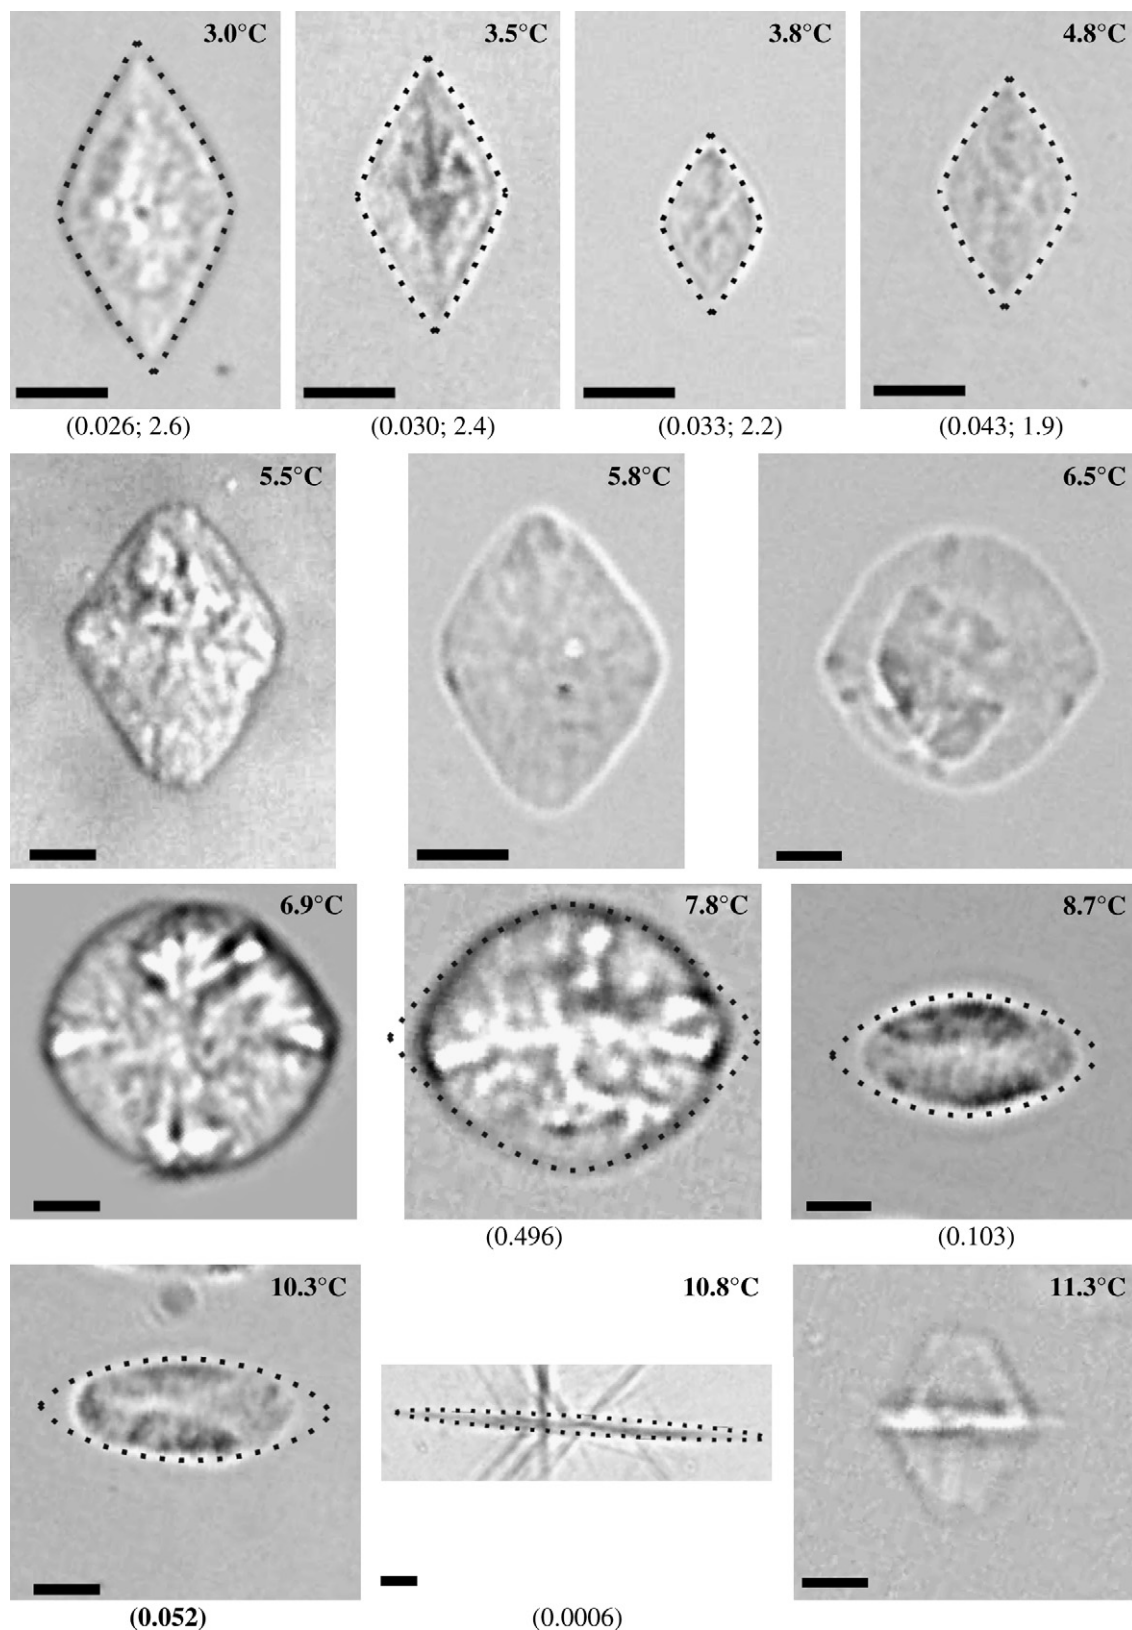 3.0°C
3.5°C
3.8°C
4.8°C
(0.026; 2.6)
(0.030; 2.4)
(0.033; 2.2)
(0.043; 1.9)
5.5°C
5.8°C
6.5°C
6.9°C
7.8°C
8.7°C
(0.496)
(0.103)
10.3°C
10.8°C
11.3°C
(0.052)
(0.0006)